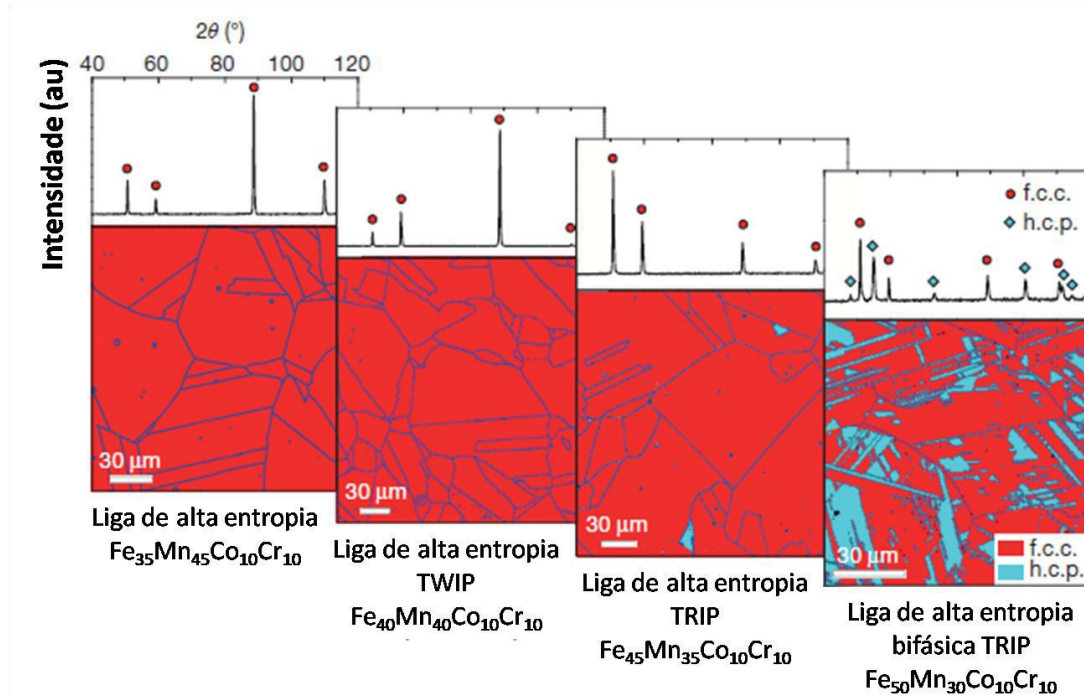 2θ (°)
40 60 80 100 120
Intensidade (au)
f.c.c.
h.c.p.
30 μm
30 μm
30 μm
30 μm
f.c.c.
h.c.p.
Liga de alta entropia
Fe₃₅Mn₄₅Co₁₀Cr₁₀
Liga de alta entropia
TWIP
Fe₄₀Mn₄₀Co₁₀Cr₁₀
Liga de alta entropia
TRIP
Fe₄₅Mn₃₅Co₁₀Cr₁₀
Liga de alta entropia
bifásica TRIP
Fe₅₀Mn₃₀Co₁₀Cr₁₀